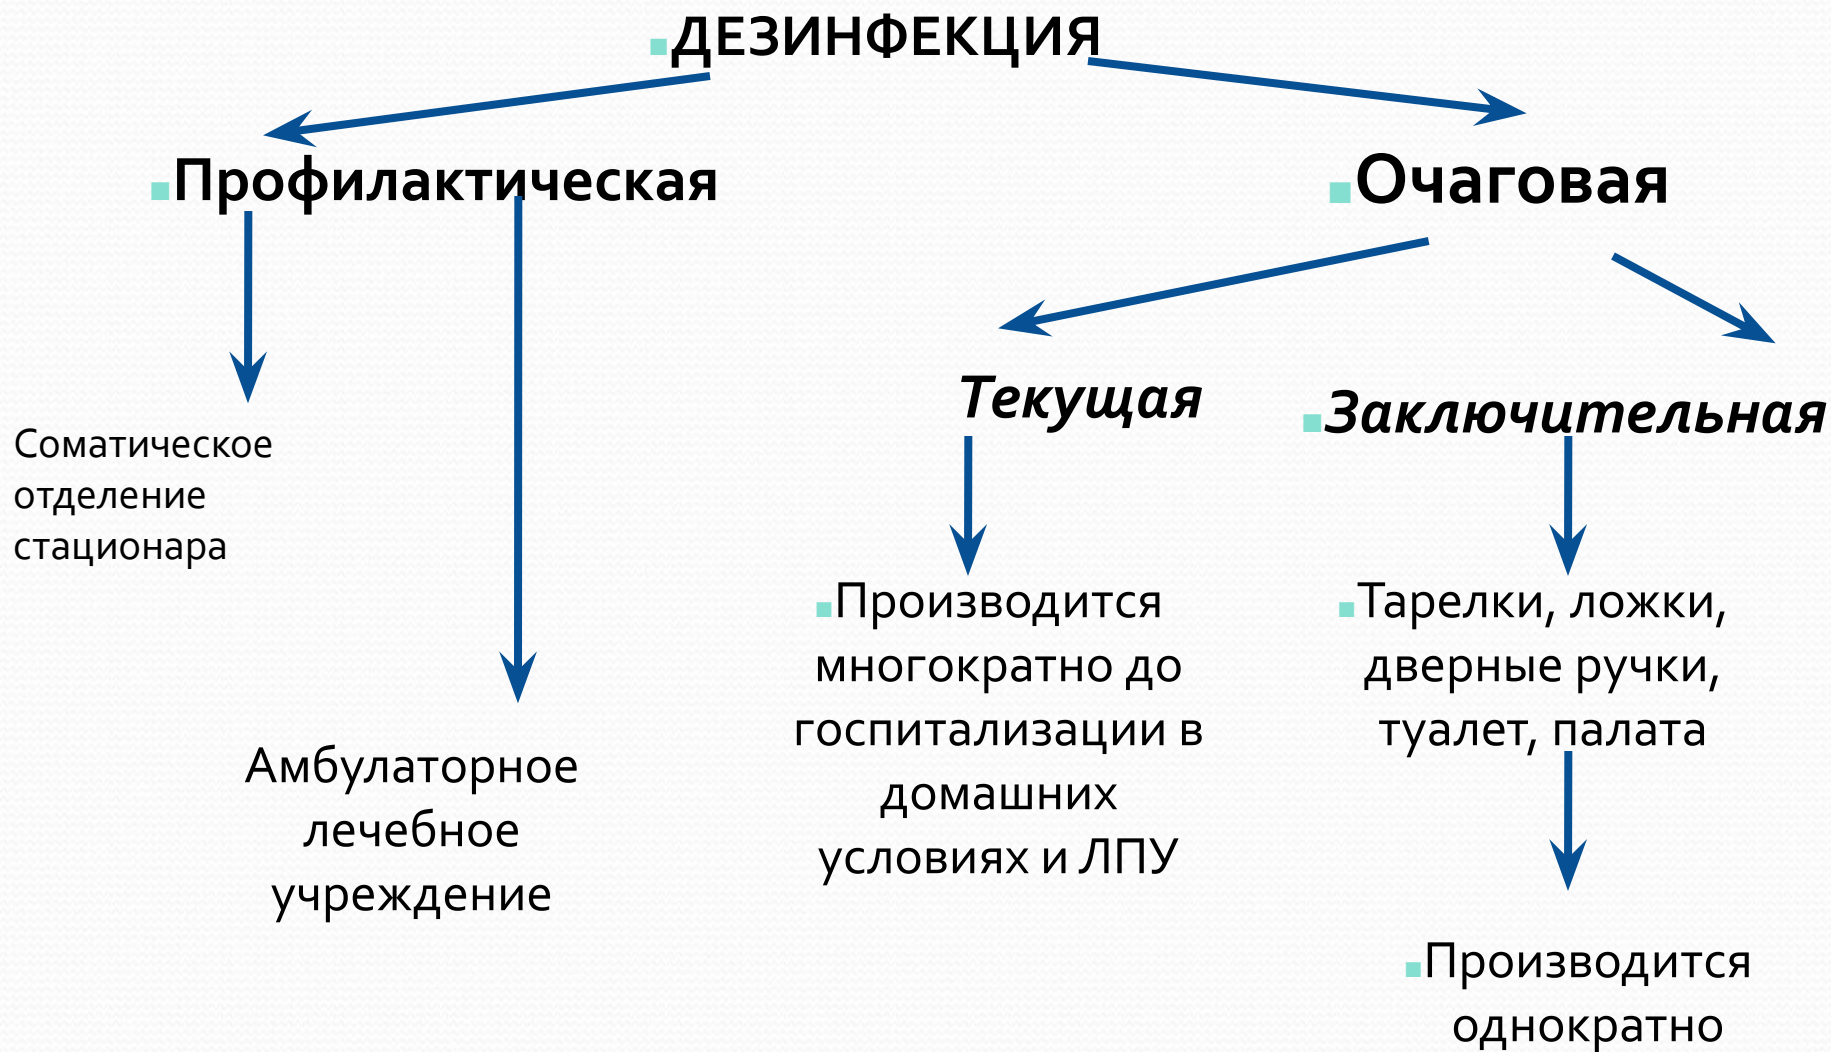 ДЕЗИНФЕКЦИЯ
Профилактическая
Очаговая
Текущая
Заключительная
Соматическое
отделение
стационара
Амбулаторное
лечебное
учреждение
Производится
многократно до
госпитализации в
домашних
условиях и ЛПУ
Тарелки, ложки,
дверные ручки,
туалет, палата
Производится
однократно